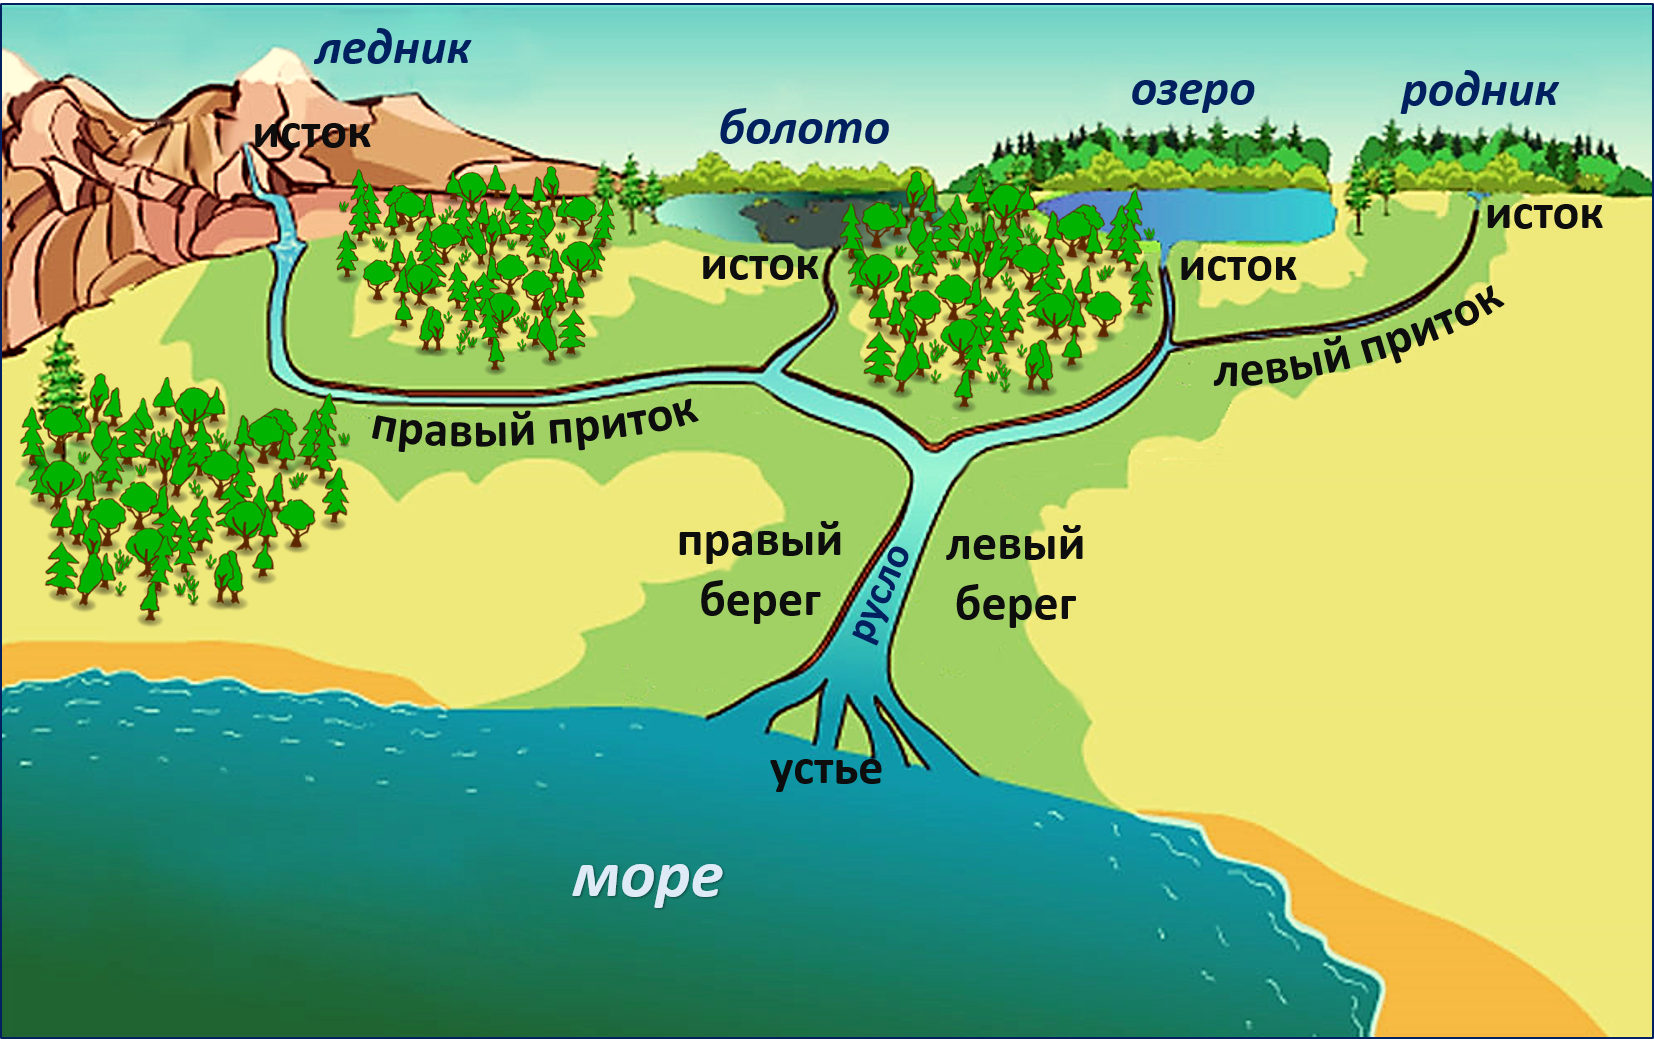 ледник
болото
озеро
родник
исток
исток
исток
исток
левый приток
правый приток
правый
берег
русло
левый
берег
устье
море